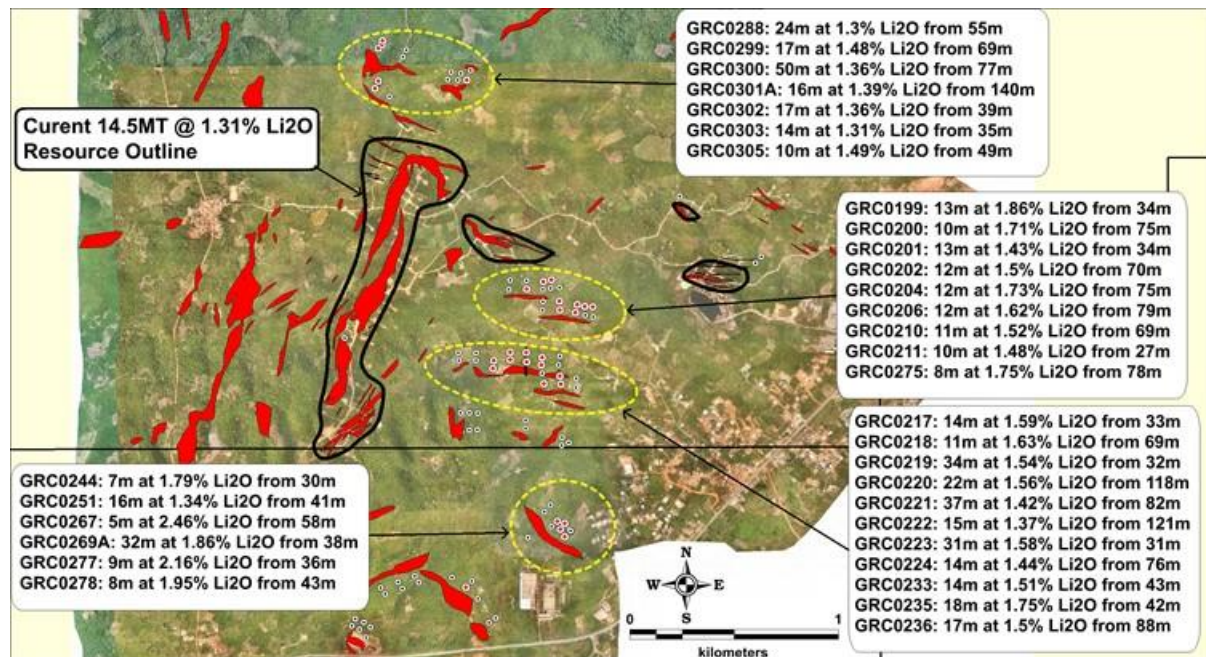 GRC0288: 24m at 1.3% Li2O from 55m
GRC0299: 17m at 1.48% Li2O from 69m
GRC0300: 50m at 1.36% Li2O from 77m
GRC0301A: 16m at 1.39% Li2O from 140m
GRC0302: 17m at 1.36% Li2O from 39m
GRC0303: 14m at 1.31% Li2O from 35m
GRC0305: 10m at 1.49% Li2O from 49m
Curent 14.5MT @ 1.31% Li2O
Resource Outline
GRC0199: 13m at 1.86% Li2O from 34m
GRC0200: 10m at 1.71% Li2O from 75m
GRC0201: 13m at 1.43% Li2O from 34m
GRC0202: 12m at 1.5% Li2O from 70m
GRC0204: 12m at 1.73% Li2O from 75m
GRC0206: 12m at 1.62% Li2O from 79m
GRC0210: 11m at 1.52% Li2O from 69m
GRC0211: 10m at 1.48% Li2O from 27m
GRC0275: 8m at 1.75% Li2O from 78m
GRC0217: 14m at 1.59% Li2O from 33m
GRC0218: 11m at 1.63% Li2O from 69m
GRC0219: 34m at 1.54% Li2O from 32m
GRC0220: 22m at 1.56% Li2O from 118m
GRC0221: 37m at 1.42% Li2O from 82m
GRC0222: 15m at 1.37% Li2O from 121m
GRC0223: 31m at 1.58% Li2O from 31m
GRC0224: 14m at 1.44% Li2O from 76m
GRC0233: 14m at 1.51% Li2O from 43m
GRC0235: 18m at 1.75% Li2O from 42m
GRC0236: 17m at 1.5% Li2O from 88m
GRC0244: 7m at 1.79% Li2O from 30m
GRC0251: 16m at 1.34% Li2O from 41m
GRC0267: 5m at 2.46% Li2O from 58m
GRC0269A: 32m at 1.86% Li2O from 38m
GRC0277: 9m at 2.16% Li2O from 36m
GRC0278: 8m at 1.95% Li2O from 43m
N
W E
S
0 1
kilometers